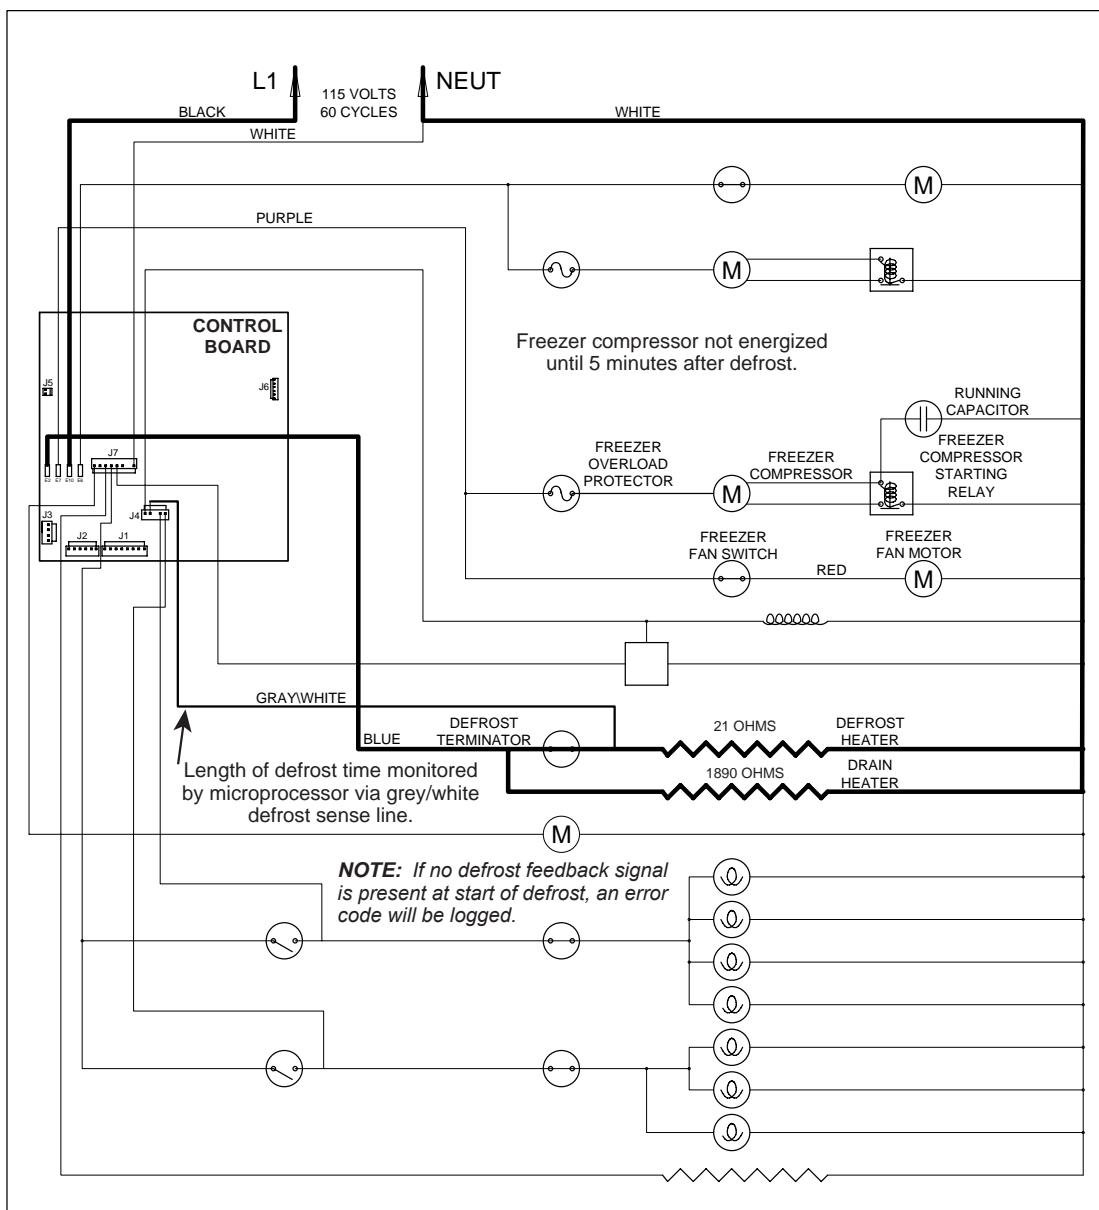 L1
NEUT
115 VOLTS
60 CYCLES
BLACK
WHITE
WHITE
PURPLE
CONTROL
BOARD
J5
J6
Freezer compressor not energized
until 5 minutes after defrost.
RUNNING
CAPACITOR
FREEZER
OVERLOAD
PROTECTOR
FREEZER
COMPRESSOR
FREEZER
COMPRESSOR
STARTING
RELAY
M
M
M
J7
E3 E7 E10 E6
J3
J4
J2
J1
FREEZER
FAN SWITCH
RED
FREEZER
FAN MOTOR
M
GRAY\WHITE
BLUE
DEFROST
TERMINATOR
21 OHMS
DEFROST
HEATER
1890 OHMS
DRAIN
HEATER
Length of defrost time monitored
by microprocessor via grey/white
defrost sense line.
M
NOTE: If no defrost feedback signal
is present at start of defrost, an error
code will be logged.